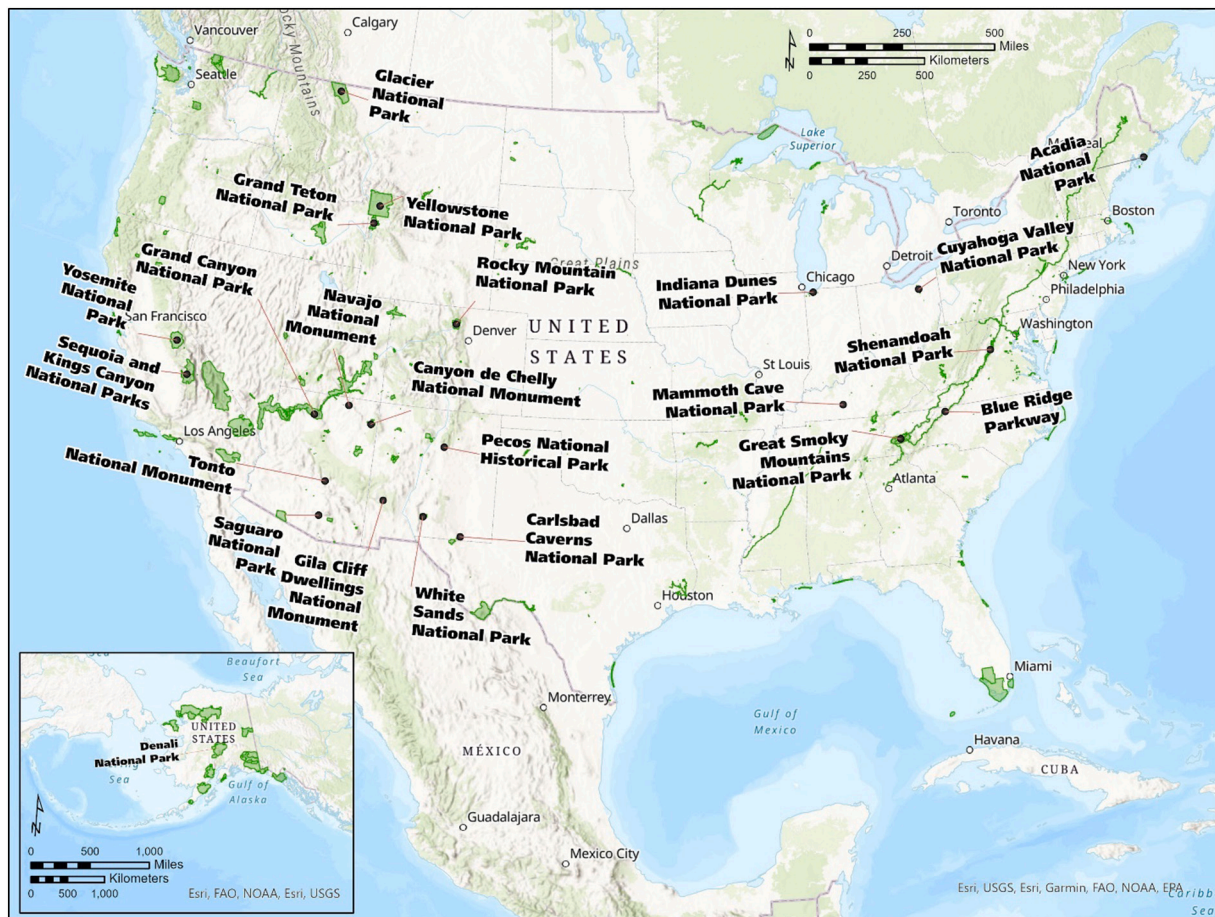 Vancouver
Calgary
Rocky Mountains
Seattle
0 250 500
Miles
Kilometers
0 250 500
Glacier
National
Park
Lake
Superior
Acadia
National
Park
Grand Teton
National Park
Yellowstone
National Park
Toronto
Boston
Cuyahoga Valley
National Park
Detroit
Grand Canyon
National Park
Great Plains
Rocky Mountain
National Park
Indiana Dunes
National Park
Chicago
New York
Philadelphia
Yosemite
National
Park
San Francisco
Navajo
National
Monument
Denver
UNITED
STATES
Washington
Shenandoah
National Park
Sequoia and
Kings Canyon
National Parks
Canyon de Chelly
National Monument
St Louis
Mammoth Cave
National Park
Blue Ridge
Parkway
Los Angeles
Pecos National
Historical Park
Great Smoky
Mountains
National Park
Tonto
National Monument
Atlanta
Saguaro
National
Park
Gila Cliff
Dwellings
National
Monument
White
Sands
National Park
Carlsbad
Caverns
National Park
Dallas
Houston
Miami
Monterrey
Gulf of
Mexico
MÉXICO
Havana
CUBA
Guadalajara
Mexico City
Beaufort
Sea
UNITED
STATES
Denali
National Park
Sea
Gulf of
Alaska
0 500 1,000
Miles
Kilometers
0 500 1,000
Esri, FAO, NOAA, Esri, USGS
Esri, USGS, Esri, Garmin, FAO, NOAA, EPA
Sea